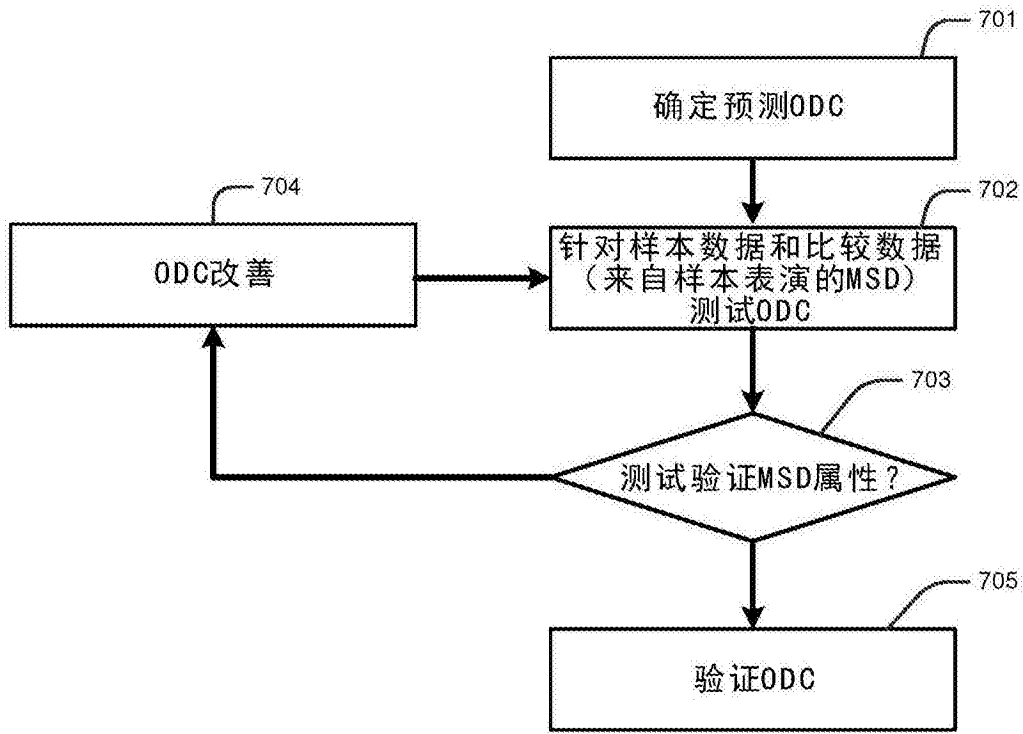 701
确定预测ODC
704
702
ODC改善
针对样本数据和比较数据
（来自样本表演的MSD）
测试ODC
703
测试验证MSD属性？
705
验证ODC